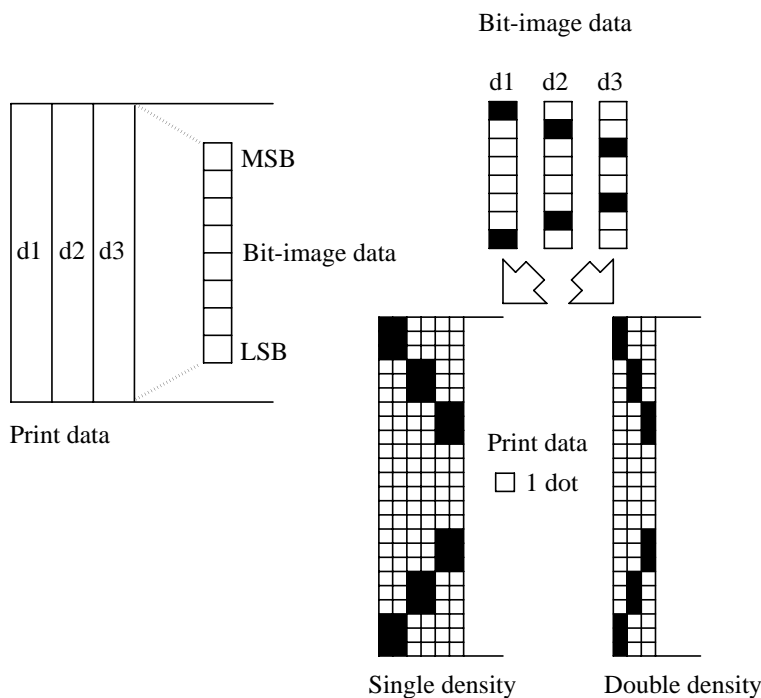 Bit-image data
d1 d2 d3
MSB
d1 d2 d3
Bit-image data
LSB
Print data
Print data
1 dot
Single density
Double density